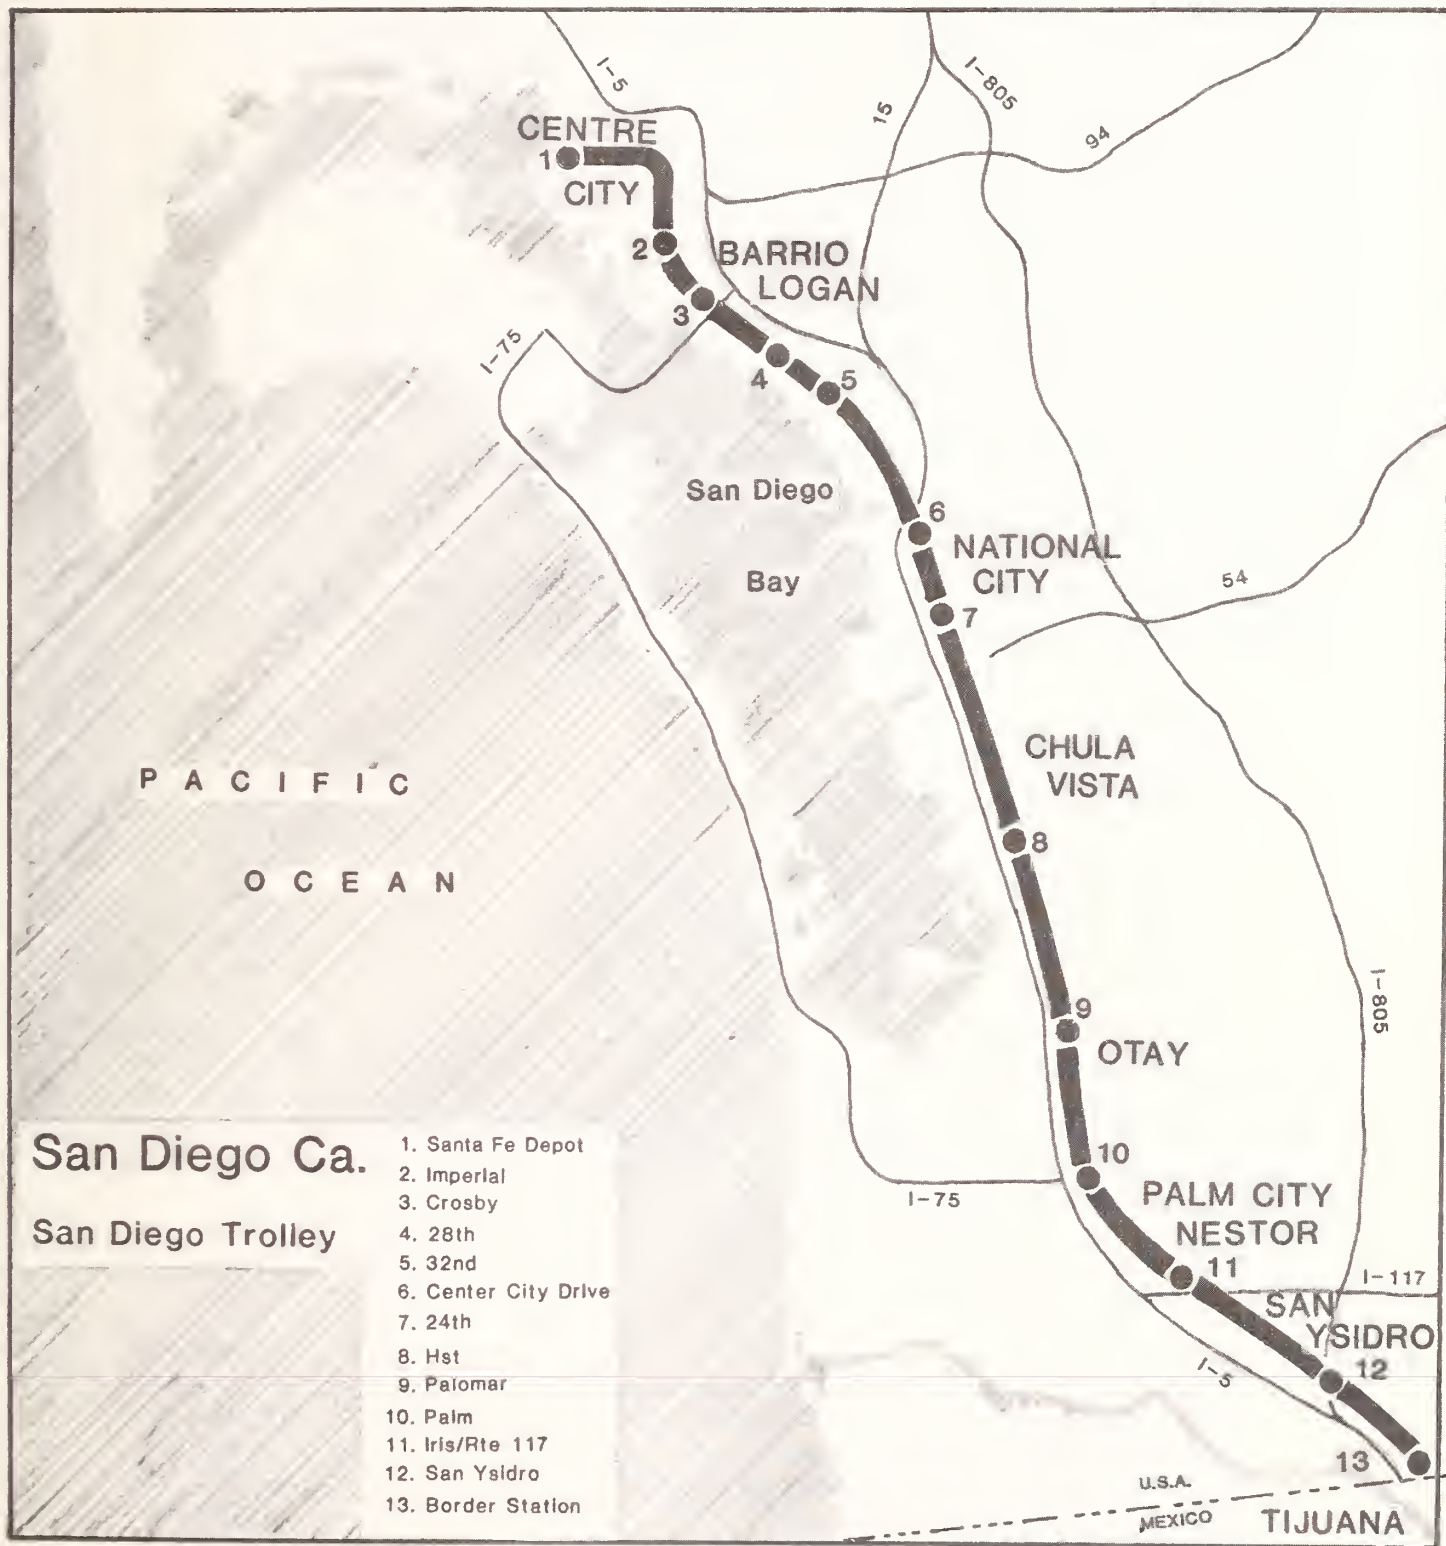 I-5
I-805
15
94
CENTRE
1
CITY
2
BARRIO
LOGAN
3
I-75
4
5
San Diego
6
NATIONAL
CITY
Bay
54
7
CHULA
VISTA
PACIFIC
8
OCEAN
I-805
9
OTAY
10
I-75
PALM CITY
NESTOR
11
I-117
SAN
YSIDRO
12
I-5
13
U.S.A.
MEXICO
TIJUANA
San Diego Ca.
San Diego Trolley
1. Santa Fe Depot
2. Imperial
3. Crosby
4. 28th
5. 32nd
6. Center City Drive
7. 24th
8. Hst
9. Palomar
10. Palm
11. Iris/Rte 117
12. San Ysidro
13. Border Station